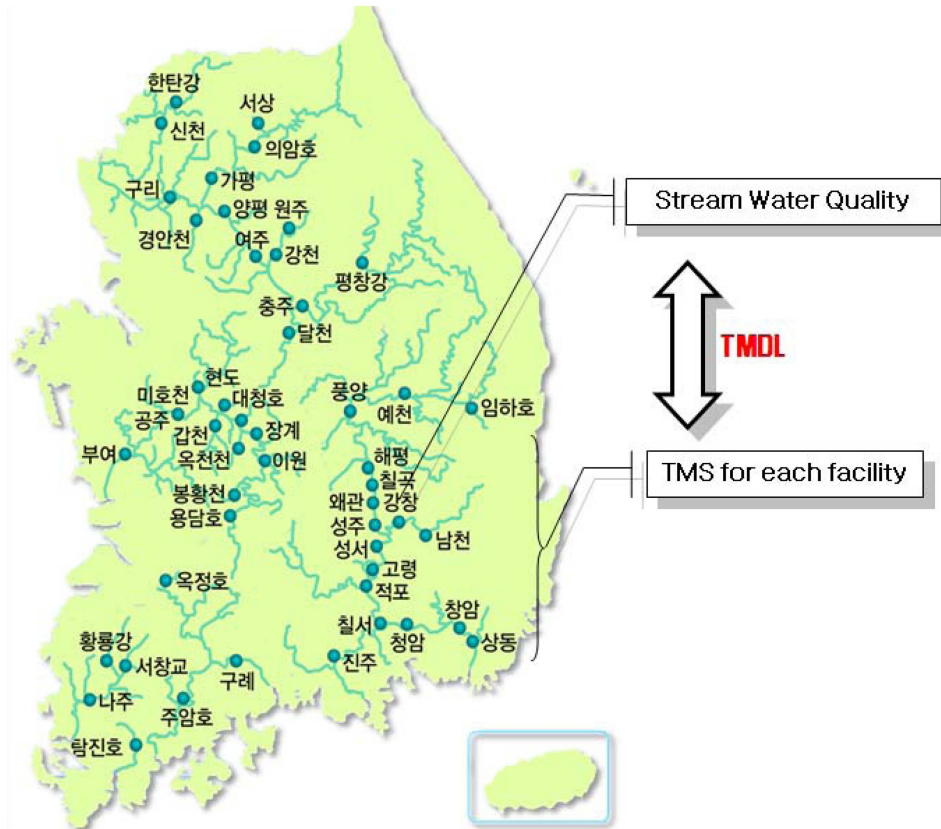 한탄강
서상
신천
의암호
가평
구리
양평 원주
경안천
여주
강천
평창강
충주
달천
현도
미호천
대청호
풍양
공주
갑천
장계
예천
임하호
부여
옥천천
이원
해평
칠곡
봉황천
왜관
강창
용담호
성주
남천
성서
고령
옥정호
적포
칠서
창암
청암
상동
황룡강
서창교
진주
구례
나주
주암호
탐진호
Stream Water Quality
TMDL
TMS for each facility